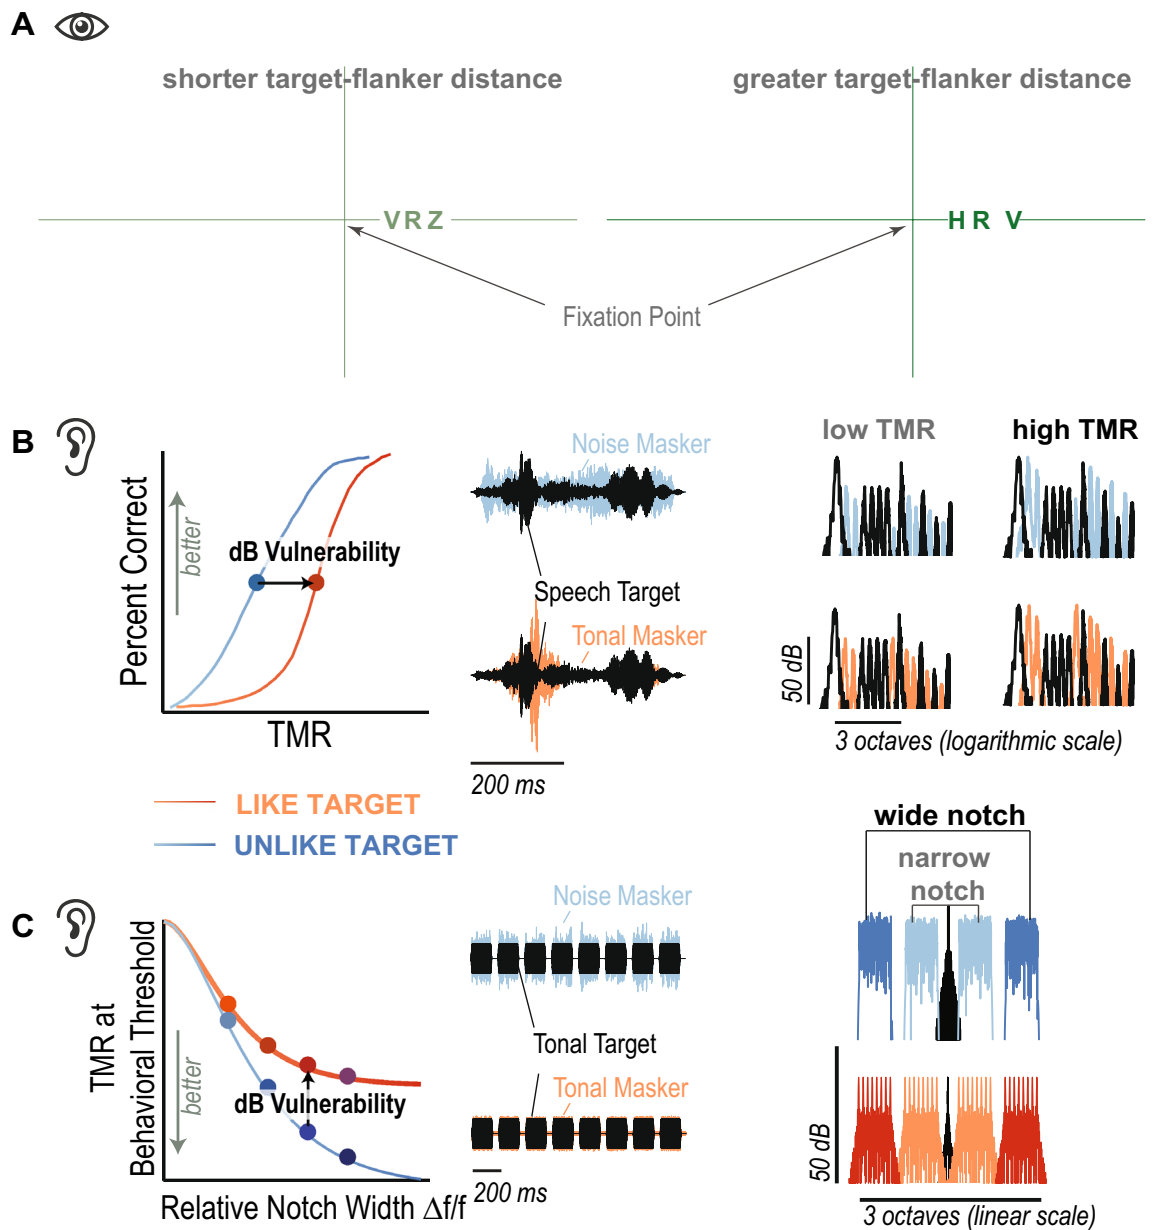 A
shorter target-flanker distance
greater target-flanker distance
VRZ
HR V
Fixation Point
B
Percent Correct
better
dB Vulnerability
TMR
Noise Masker
Speech Target
Tonal Masker
200 ms
low TMR
high TMR
50 dB
3 octaves (logarithmic scale)
LIKE TARGET
UNLIKE TARGET
C
TMR at
Behavioral Threshold
better
dB Vulnerability
Relative Notch Width Δf/f
Noise Masker
Tonal Target
Tonal Masker
200 ms
wide notch
narrow
notch
50 dB
3 octaves (linear scale)